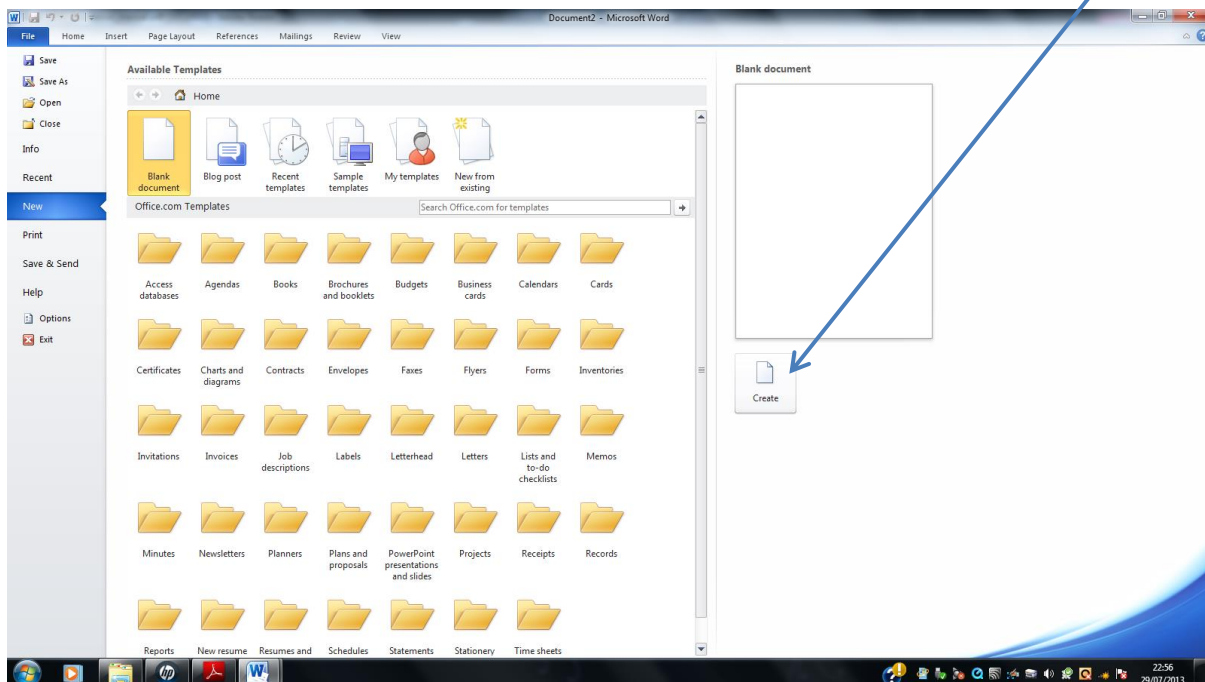 Document2 - Microsoft Word
File Home Insert Page Layout References Mailings Review View
Save
Save As
Open
Close
Info
Recent
New
Print
Save & Send
Help
Options
Exit
Available Templates
Home
Blank document
Blog post
Recent templates
Sample templates
My templates
New from existing
Office.com Templates
Search Office.com for templates
Access databases
Agendas
Books
Brochures and booklets
Budgets
Business cards
Calendars
Cards
Certificates
Charts and diagrams
Contracts
Envelopes
Faxes
Flyers
Forms
Inventories
Invitations
Invoices
Job descriptions
Labels
Letterhead
Letters
Lists and to-do checklists
Memos
Minutes
Newsletters
Planners
Plans and proposals
PowerPoint presentations and slides
Projects
Receipts
Records
Reports
New resume
Resumes and
Schedules
Statements
Stationery
Time sheets
Blank document
Create
hp
22:56
29/07/2013